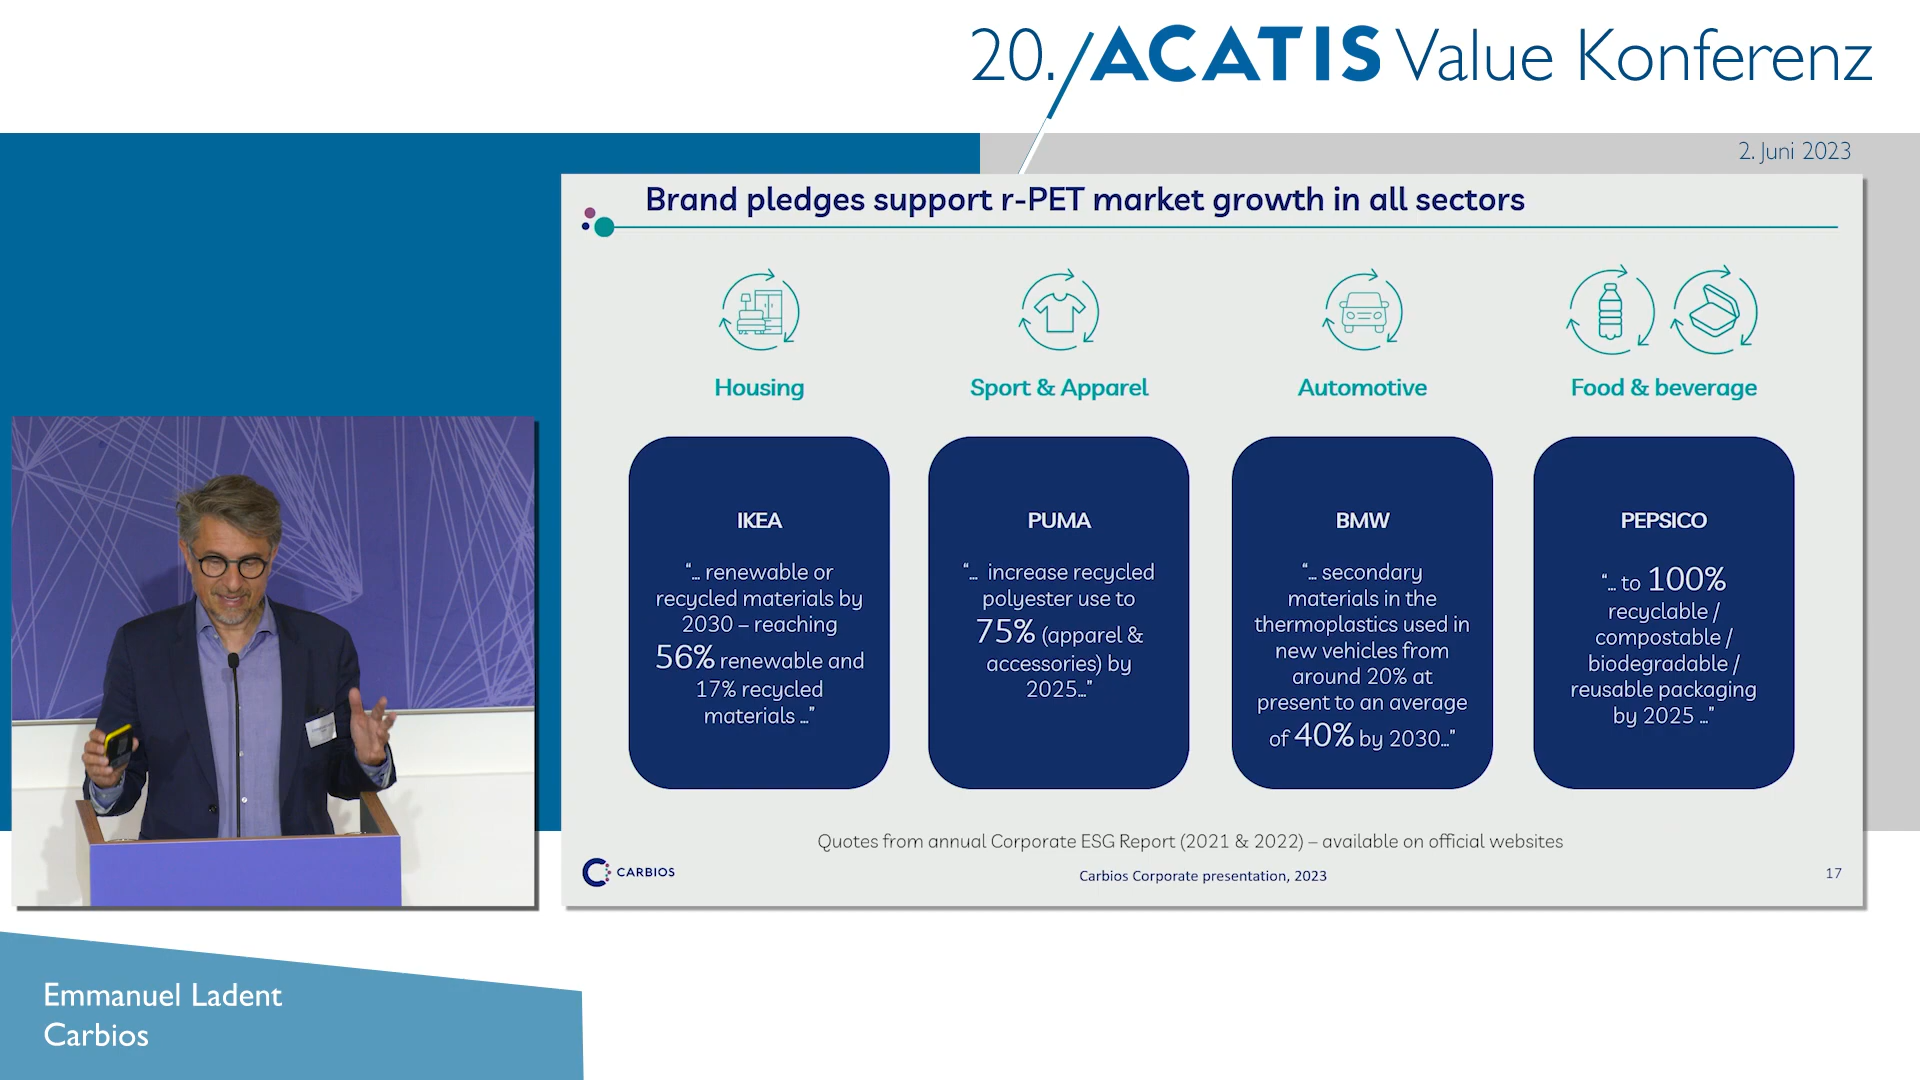 20. ACATIS Value Konferenz
2. Juni 2023
Brand pledges support r-PET market growth in all sectors
Housing
Sport & Apparel
Automotive
Food & beverage
IKEA
“… renewable or
recycled materials by
2030 – reaching
56% renewable and
17% recycled
materials …”
PUMA
“… increase recycled
polyester use to
75% (apparel &
accessories) by
2025…”
BMW
“… secondary
materials in the
thermoplastics used in
new vehicles from
around 20% at
present to an average
of 40% by 2030…”
PEPSICO
“… to 100%
recyclable /
compostable /
biodegradable /
reusable packaging
by 2025 …”
Quotes from annual Corporate ESG Report (2021 & 2022) – available on official websites
CARBIOS
Carbios Corporate presentation, 2023
17
Emmanuel Ladent
Carbios